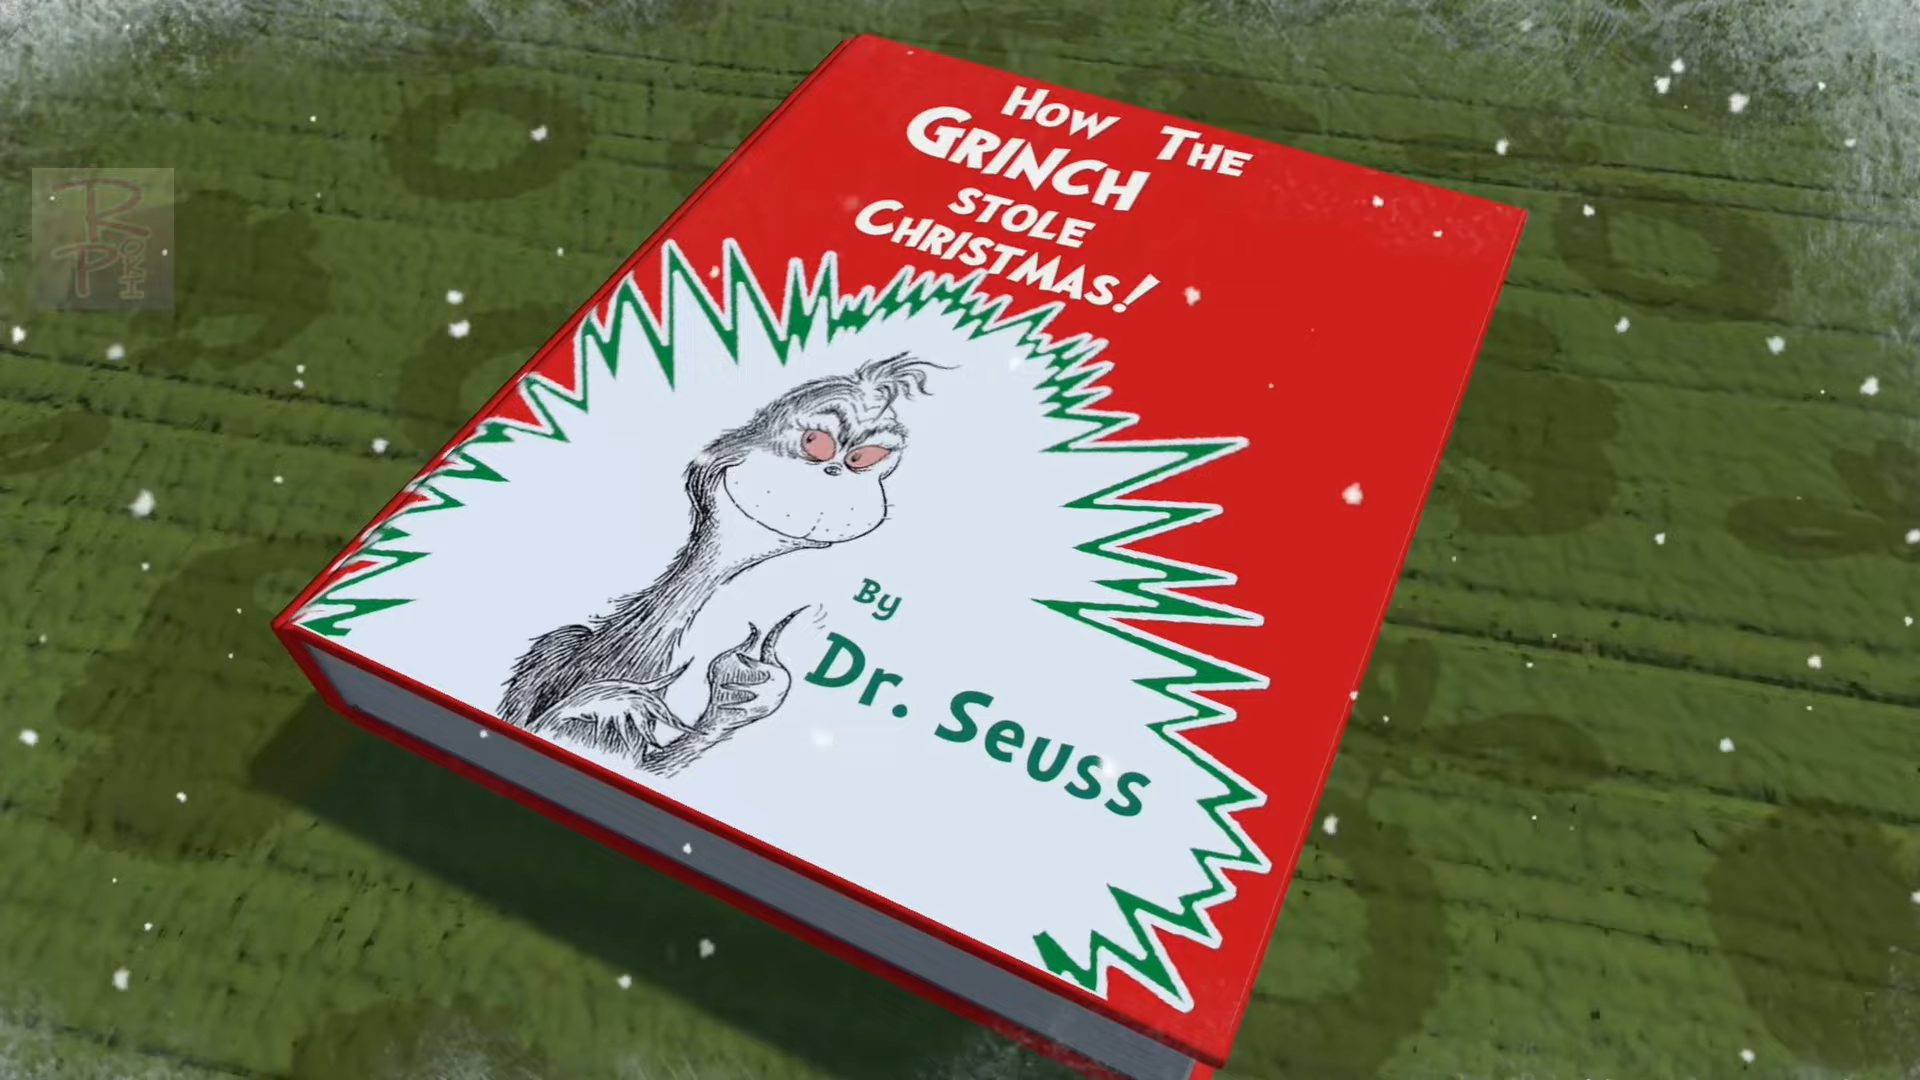 How The
Grinch
Stole
Christmas!
By
Dr. Seuss